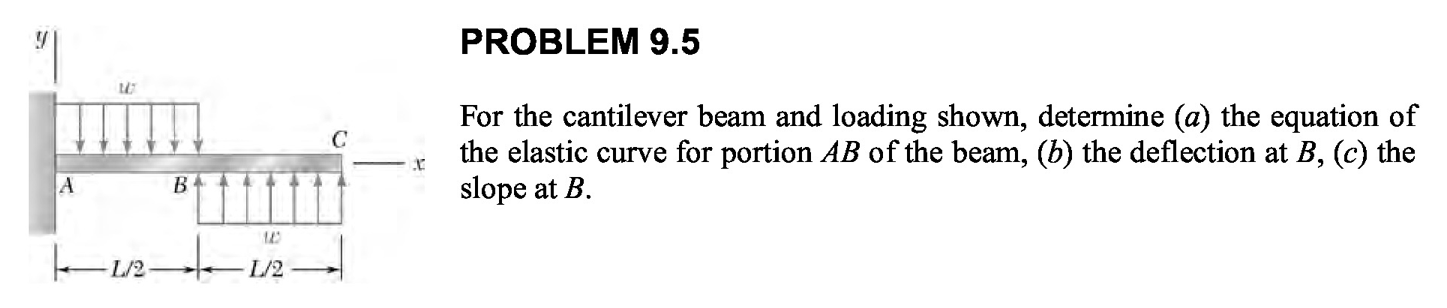 PROBLEM 9.5
For the cantilever beam and loading shown, determine (a) the equation of
the elastic curve for portion AB of the beam, (b) the deflection at B, (c) the
slope at B.
y
w
C
x
A
B
w
L/2
L/2